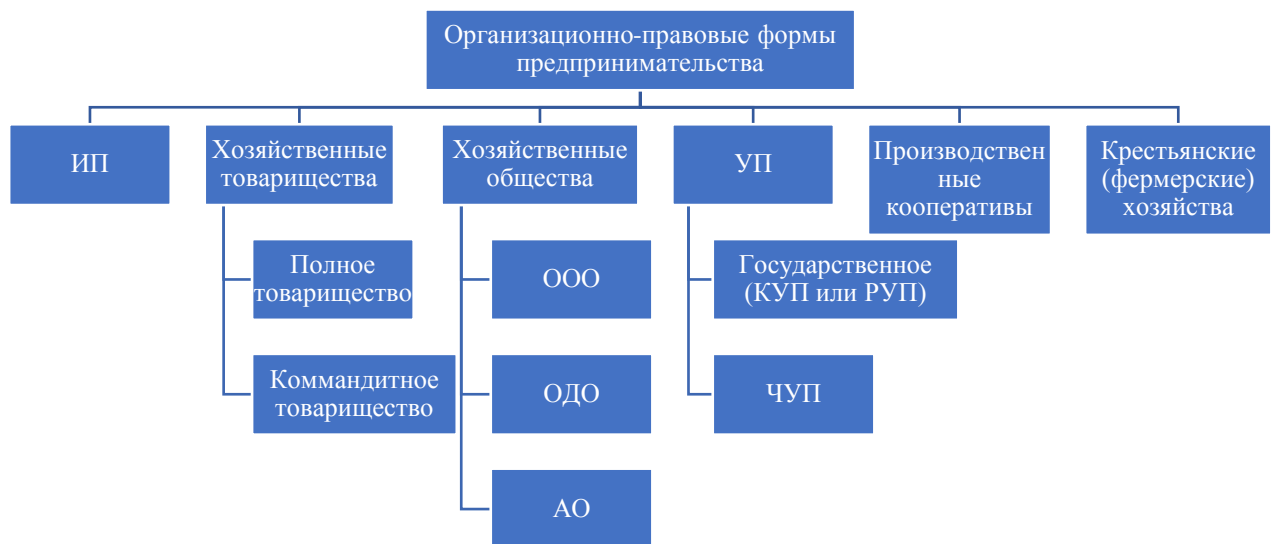 Организационно-правовые формы
предпринимательства
ИП
Хозяйственные
товарищества
Хозяйственные
общества
УП
Производствен
ные
кооперативы
Крестьянские
(фермерские)
хозяйства
Полное
товарищество
Коммандитное
товарищество
ООО
ОДО
АО
Государственное
(КУП или РУП)
ЧУП